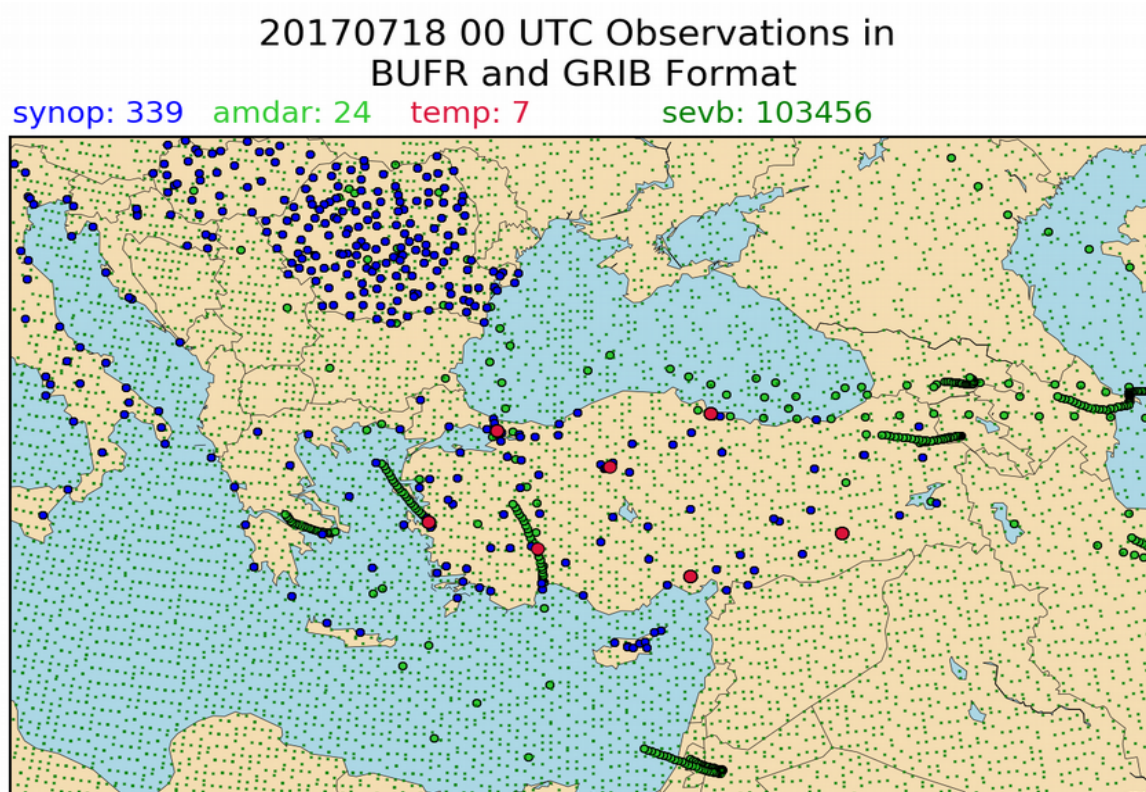 20170718 00 UTC Observations in
BUFR and GRIB Format
synop: 339 amdar: 24 temp: 7 sevb: 103456